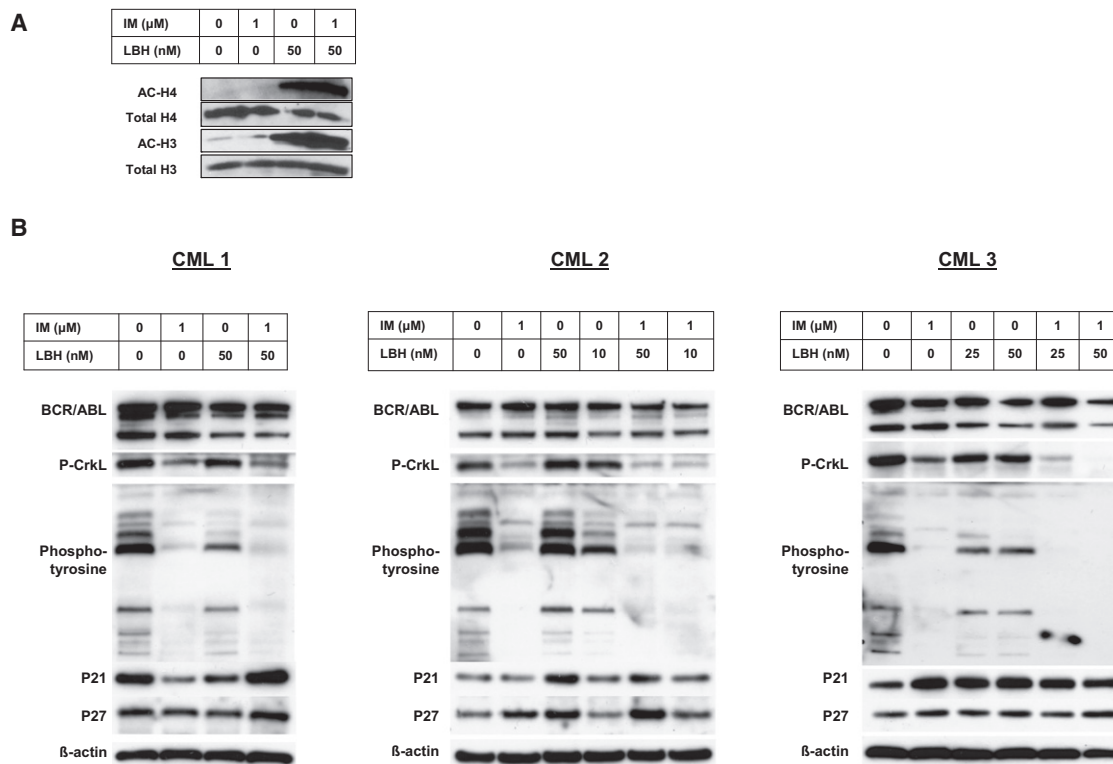 A
IM (µM) 0 1 0 1
LBH (nM) 0 0 50 50
AC-H4
Total H4
AC-H3
Total H3
B
CML 1
IM (µM) 0 1 0 1
LBH (nM) 0 0 50 50
BCR/ABL
P-CrkL
Phospho-
tyrosine
P21
P27
ß-actin
CML 2
IM (µM) 0 1 0 0 1 1
LBH (nM) 0 0 50 10 50 10
BCR/ABL
P-CrkL
Phospho-
tyrosine
P21
P27
ß-actin
CML 3
IM (µM) 0 1 0 0 1 1
LBH (nM) 0 0 25 50 25 50
BCR/ABL
P-CrkL
Phospho-
tyrosine
P21
P27
ß-actin